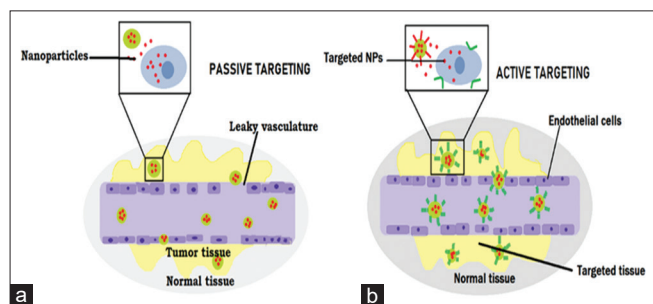 Nanoparticles
PASSIVE TARGETING
Leaky vasculature
Tumor tissue
Normal tissue
a
Targeted NPs
ACTIVE TARGETING
Endothelial cells
Targeted tissue
Normal tissue
b